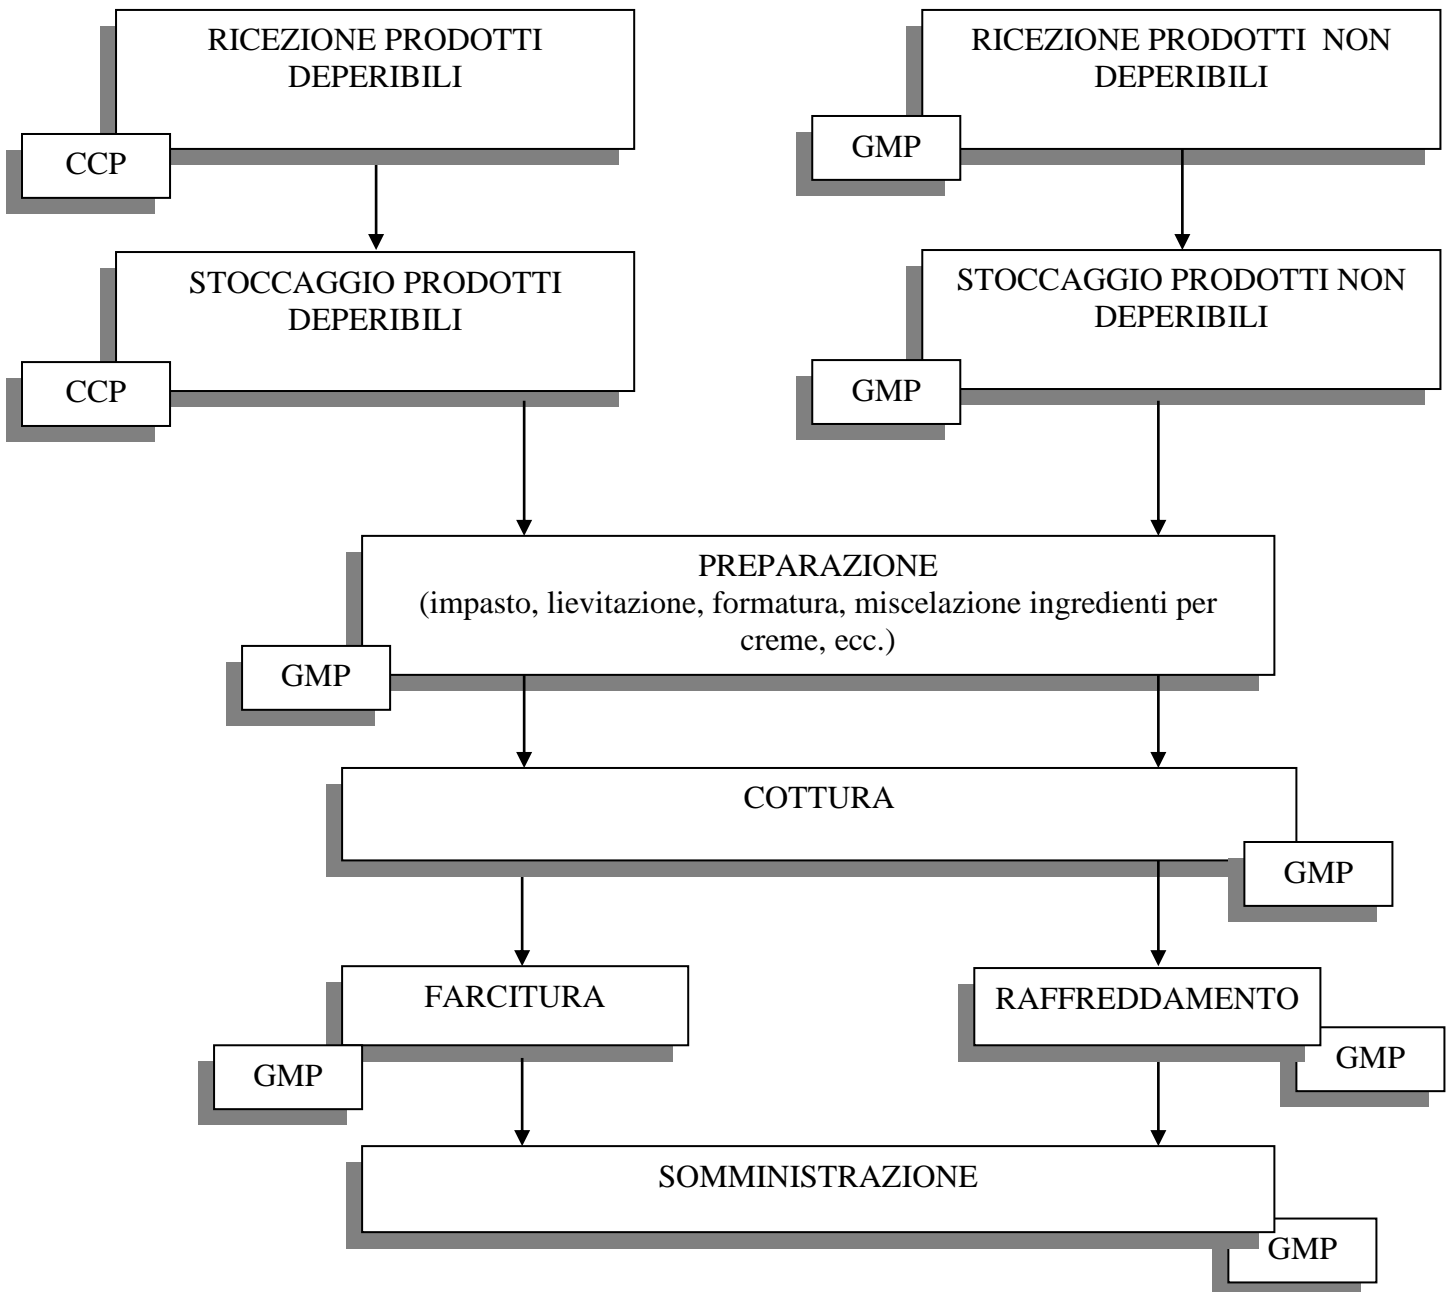 RICEZIONE PRODOTTI
DEPERIBILI
CCP
RICEZIONE PRODOTTI NON
DEPERIBILI
GMP
STOCCAGGIO PRODOTTI
DEPERIBILI
CCP
STOCCAGGIO PRODOTTI NON
DEPERIBILI
GMP
PREPARAZIONE
(impasto, lievitazione, formatura, miscelazione ingredienti per
creme, ecc.)
GMP
COTTURA
GMP
FARCITURA
GMP
RAFFREDDAMENTO
GMP
SOMMINISTRAZIONE
GMP